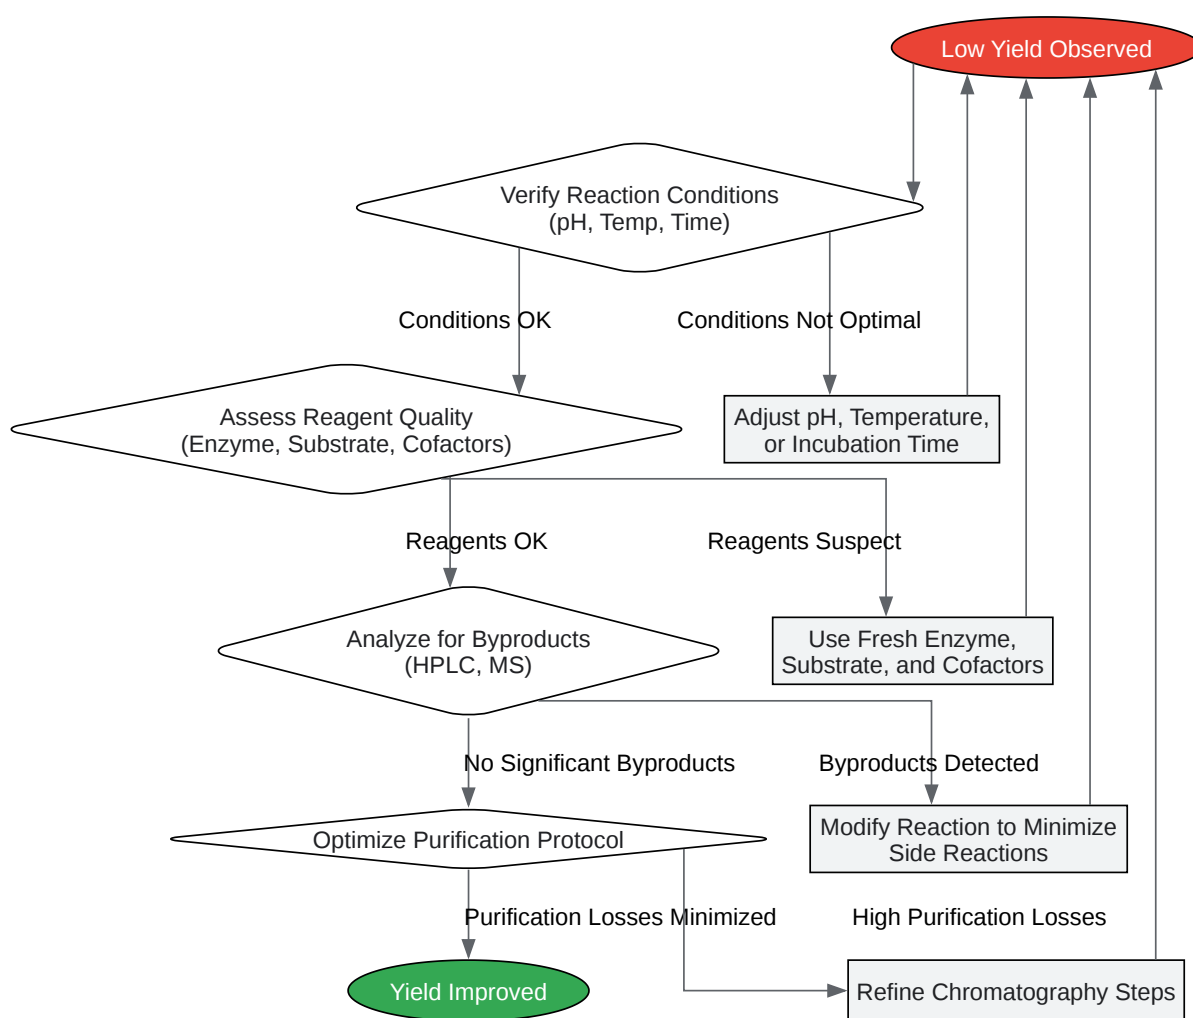 Low Yield Observed
Verify Reaction Conditions
(pH, Temp, Time)
Conditions OK
Conditions Not Optimal
Assess Reagent Quality
(Enzyme, Substrate, Cofactors)
Adjust pH, Temperature,
or Incubation Time
Reagents OK
Reagents Suspect
Analyze for Byproducts
(HPLC, MS)
Use Fresh Enzyme,
Substrate, and Cofactors
No Significant Byproducts
Byproducts Detected
Optimize Purification Protocol
Modify Reaction to Minimize
Side Reactions
Purification Losses Minimized
High Purification Losses
Yield Improved
Refine Chromatography Steps